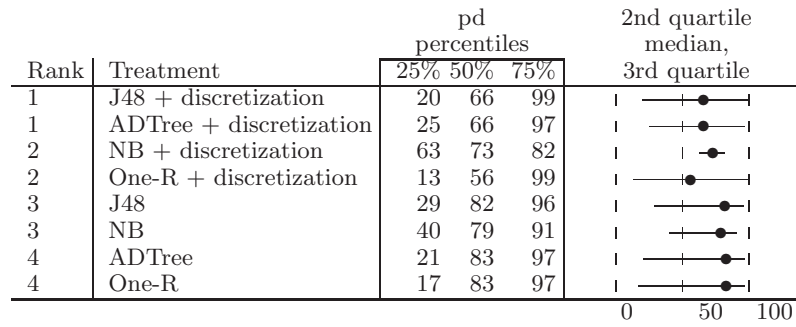 pd 2nd quartile
percentiles median,
Rank Treatment 25% 50% 75% 3rd quartile
1 J48 + discretization 20 66 99
1 ADTree + discretization 25 66 97
2 NB + discretization 63 73 82
2 One-R + discretization 13 56 99
3 J48 29 82 96
3 NB 40 79 91
4 ADTree 21 83 97
4 One-R 17 83 97
0 50 100